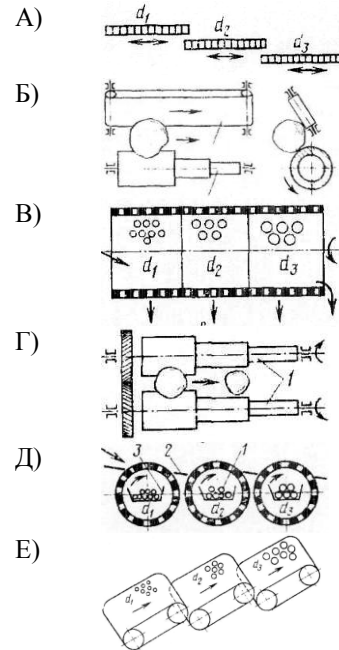 А) d₁ d₂ d₃
Б)
В) d₁ d₂ d₃
Г) 1
Д) 3 2 1
d₁ d₂ d₃
Е) d₁ d₂ d₃